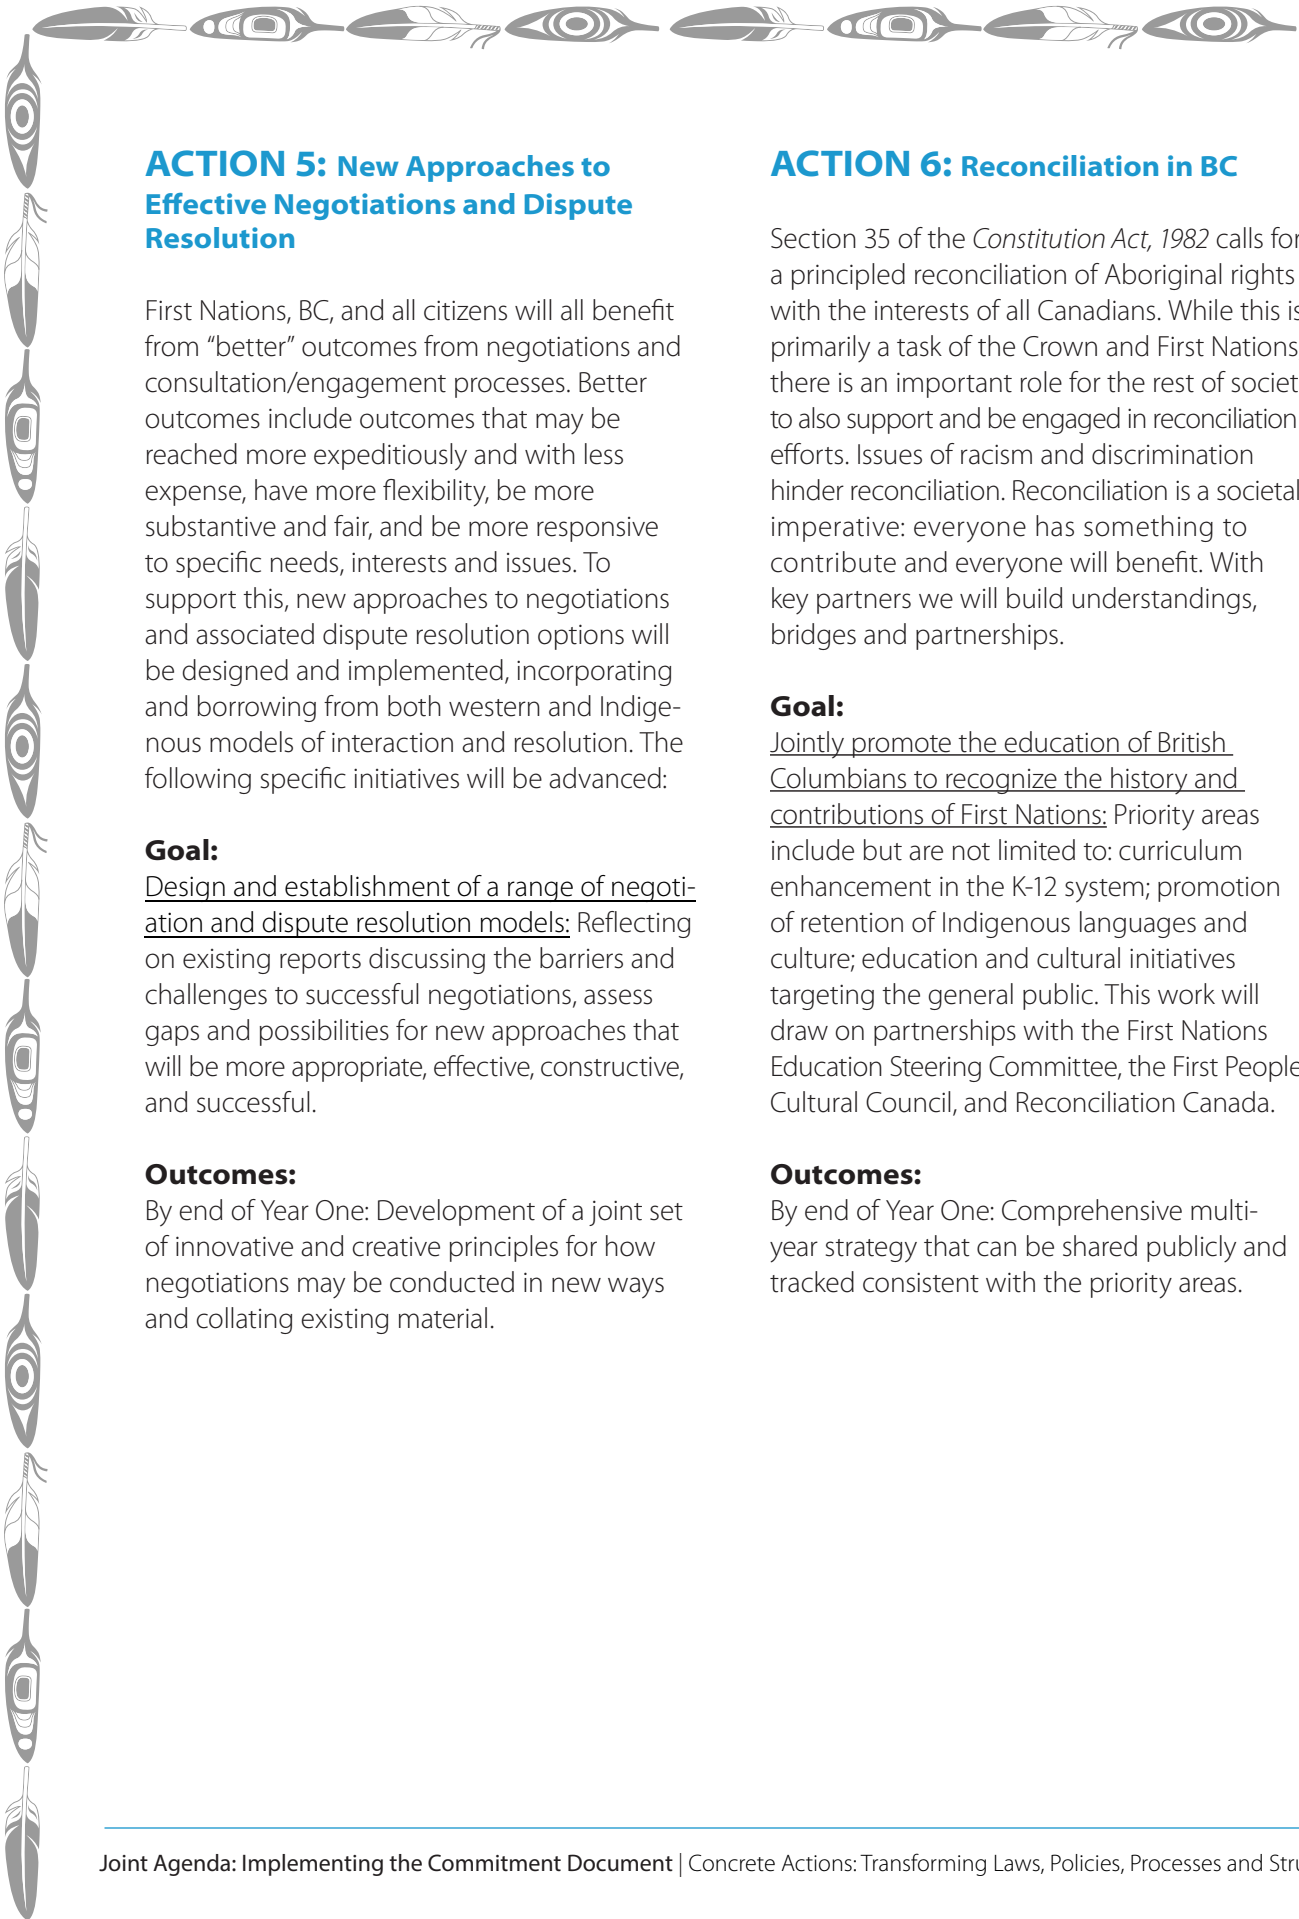 ACTION 5: New Approaches to
Effective Negotiations and Dispute
Resolution
First Nations, BC, and all citizens will all benefit
from “better” outcomes from negotiations and
consultation/engagement processes. Better
outcomes include outcomes that may be
reached more expeditiously and with less
expense, have more flexibility, be more
substantive and fair, and be more responsive
to specific needs, interests and issues. To
support this, new approaches to negotiations
and associated dispute resolution options will
be designed and implemented, incorporating
and borrowing from both western and Indige-
nous models of interaction and resolution. The
following specific initiatives will be advanced:
Goal:
Design and establishment of a range of negoti-
ation and dispute resolution models: Reflecting
on existing reports discussing the barriers and
challenges to successful negotiations, assess
gaps and possibilities for new approaches that
will be more appropriate, effective, constructive,
and successful.
Outcomes:
By end of Year One: Development of a joint set
of innovative and creative principles for how
negotiations may be conducted in new ways
and collating existing material.
ACTION 6: Reconciliation in BC
Section 35 of the Constitution Act, 1982 calls for
a principled reconciliation of Aboriginal rights
with the interests of all Canadians. While this is
primarily a task of the Crown and First Nations
there is an important role for the rest of societ
to also support and be engaged in reconciliation
efforts. Issues of racism and discrimination
hinder reconciliation. Reconciliation is a societal
imperative: everyone has something to
contribute and everyone will benefit. With
key partners we will build understandings,
bridges and partnerships.
Goal:
Jointly promote the education of British
Columbians to recognize the history and
contributions of First Nations: Priority areas
include but are not limited to: curriculum
enhancement in the K-12 system; promotion
of retention of Indigenous languages and
culture; education and cultural initiatives
targeting the general public. This work will
draw on partnerships with the First Nations
Education Steering Committee, the First People
Cultural Council, and Reconciliation Canada.
Outcomes:
By end of Year One: Comprehensive multi-
year strategy that can be shared publicly and
tracked consistent with the priority areas.
Joint Agenda: Implementing the Commitment Document | Concrete Actions: Transforming Laws, Policies, Processes and Stru